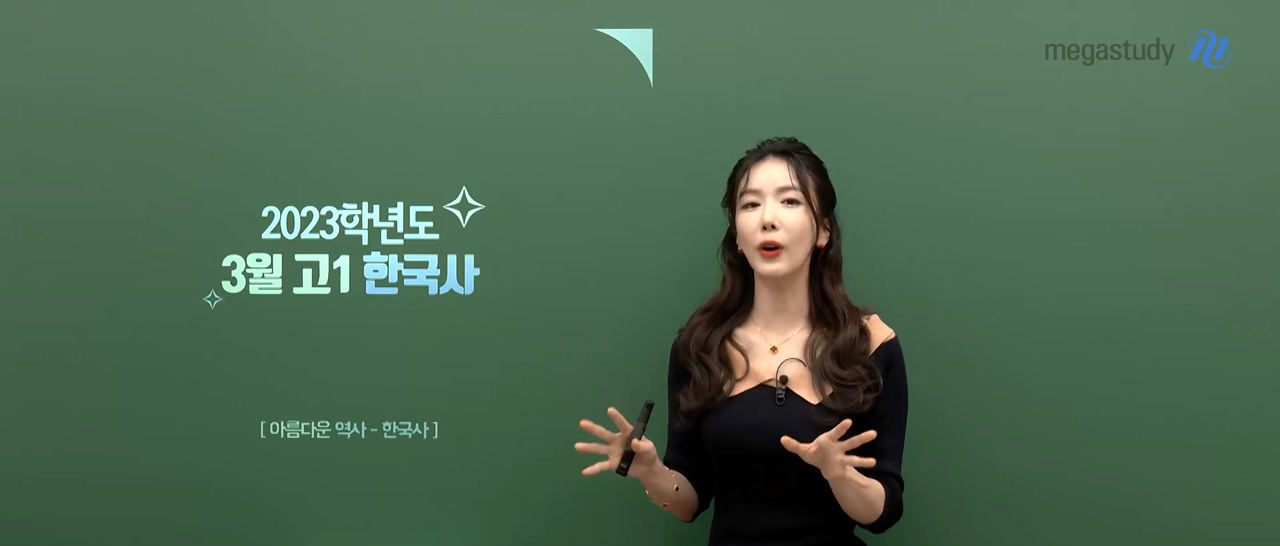 megastudy
2023학년도
3월 고1 한국사
[ 아름다운 역사 - 한국사 ]